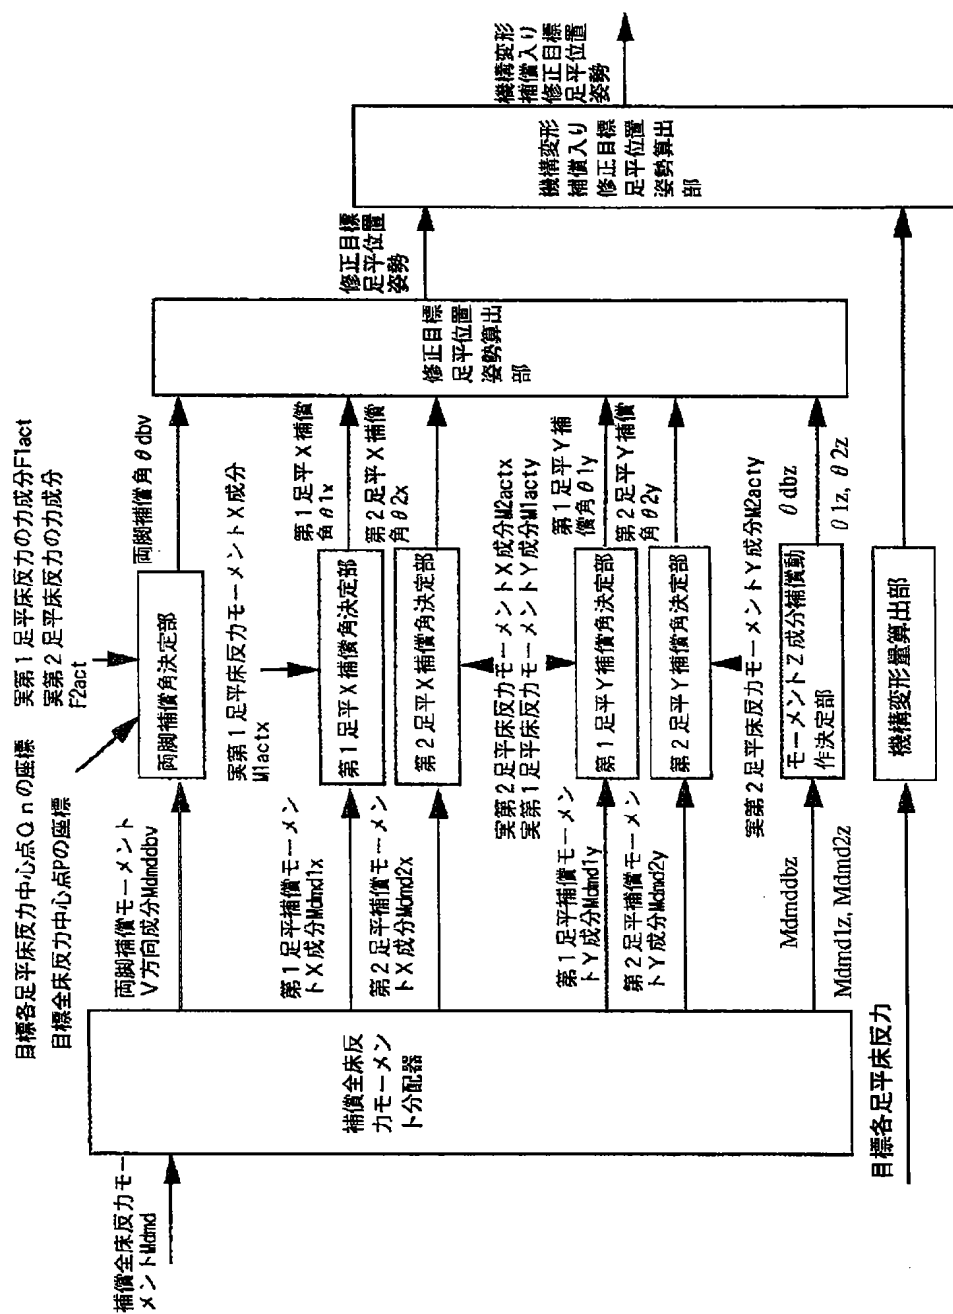 補償全床反力モー
メントMdmd
補償全床反
力モーメン
ト分配器
目標各足平床反力中心点Qnの座標
目標全床反力中心点Pの座標
実第1足平床反力の力成分F1act
実第2足平床反力の力成分
F2act
両脚補償モーメント
V方向成分Mdmddbv
両脚補償角決定部
両脚補償角θdbv
実第1足平床反力モーメントX成分
M1actx
第1足平補償モーメン
トX成分Mdmd1x
第1足平X補償角決定部
第1足平X補償
角θ1x
第2足平補償モーメン
トX成分Mdmd2x
第2足平X補償角決定部
第2足平X補償
角θ2x
実第2足平床反力モーメントX成分M2actx
実第1足平床反力モーメントY成分M1acty
第1足平補償モーメン
トY成分Mdmd1y
第1足平Y補償角決定部
第1足平Y補
償角θ1y
第2足平補償モーメン
トY成分Mdmd2y
第2足平Y補償角決定部
第2足平Y補償
角θ2y
実第2足平床反力モーメントY成分M2acty
Mdmddbz
Mdmd1z, Mdmd2z
モーメントZ成分補償動
作決定部
θdbz
θ1z, θ2z
目標各足平床反力
機構変形量算出部
修正目標
足平位置
姿勢算出
部
修正目標
足平位置
姿勢
機構変形
補償入り
修正目標
足平位置
姿勢算出
部
機構変形
補償入り
修正目標
足平位置
姿勢